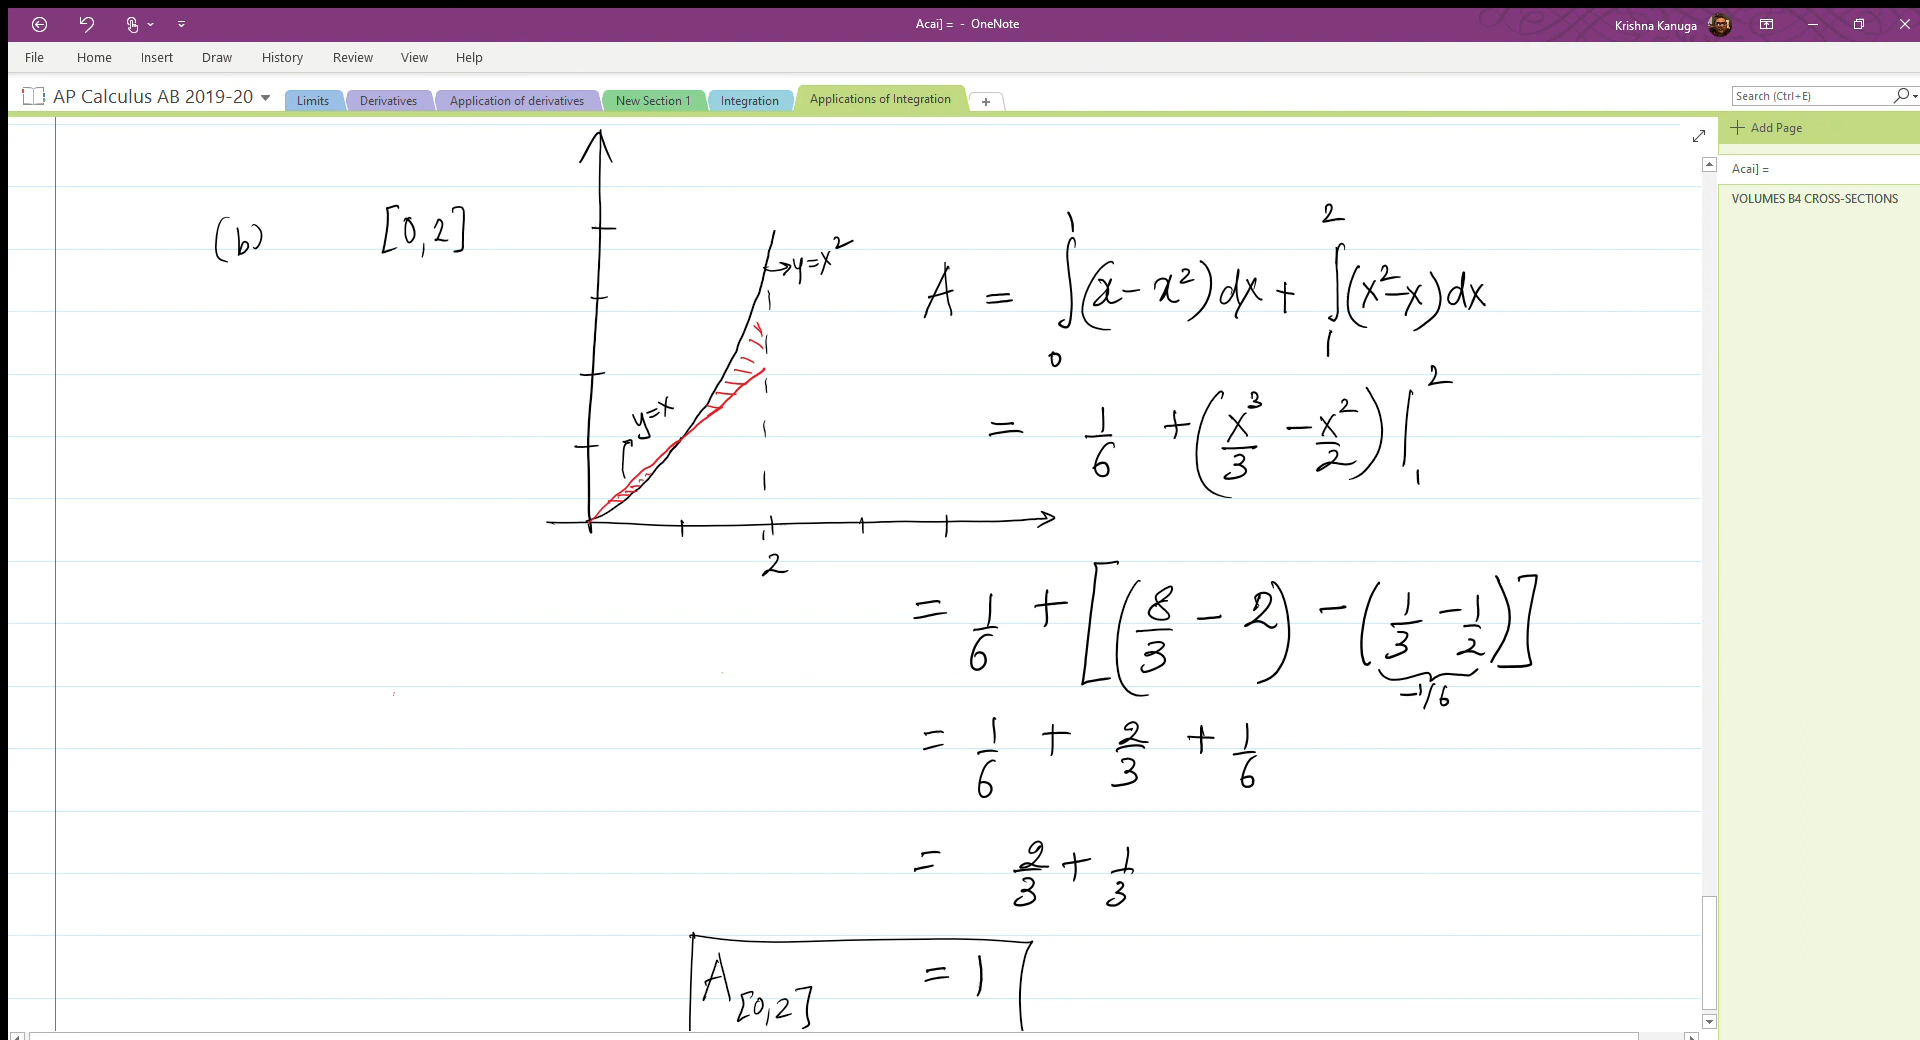 Acai] = - OneNote
Krishna Kanuga
File Home Insert Draw History Review View Help
AP Calculus AB 2019-20
Limits Derivatives Application of derivatives New Section 1 Integration Applications of Integration +
Search (Ctrl+E)
Add Page
Acai] =
VOLUMES B4 CROSS-SECTIONS
(b) [0,2]
y=x²
y=x
2
A = ∫₀¹ (x - x²) dx + ∫₁² (x² - x) dx
= 1/6 + (x³/3 - x²/2) |₁²
= 1/6 + [(8/3 - 2) - (1/3 - 1/2)]
-1/6
= 1/6 + 2/3 + 1/6
= 2/3 + 1/3
A[0,2] = 1